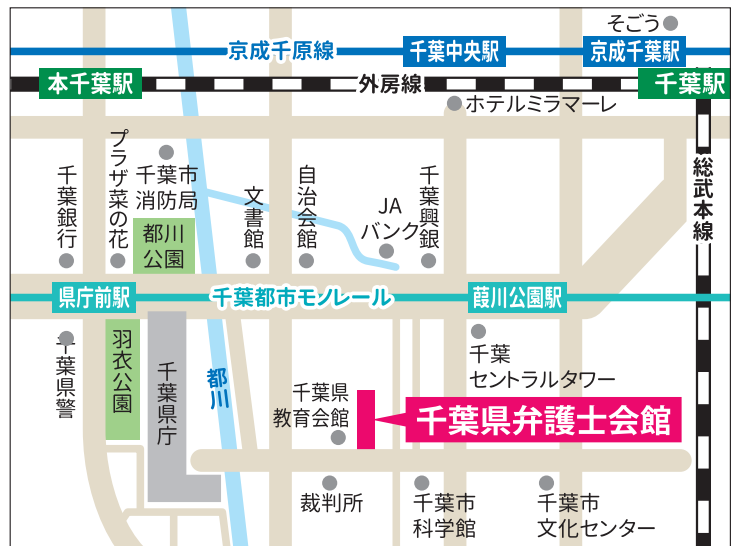 そごう
京成千原線
千葉中央駅
京成千葉駅
本千葉駅
外房線
千葉駅
ホテルミラマーレ
総武本線
千葉銀行
プラザ菜の花
千葉市
消防局
都川
公園
文書館
自治会館
JA
バンク
千葉興銀
県庁前駅
千葉都市モノレール
葭川公園駅
千葉県警
羽衣公園
千葉県庁
都川
千葉
セントラルタワー
千葉県
教育会館
千葉県弁護士会館
裁判所
千葉市
科学館
千葉市
文化センター